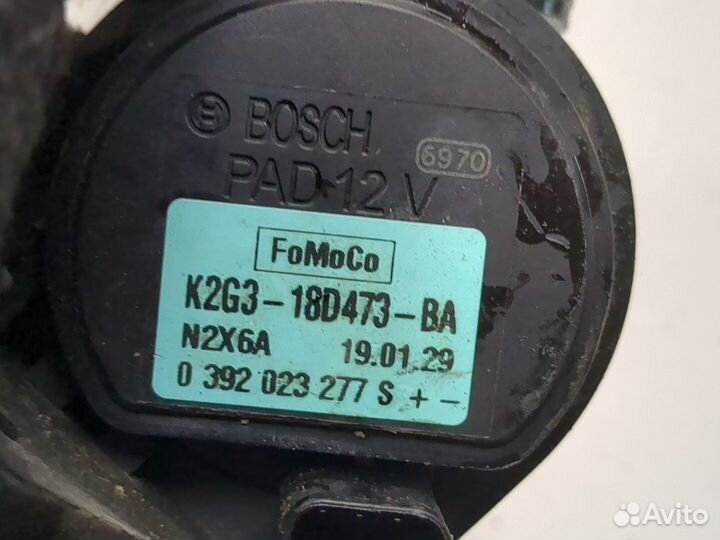 BOSCH
6970
PAD 12 V
FoMoCo
K2G3-18D473-BA
N2X6A 19.01.29
0 392 023 277 S + -
Avito